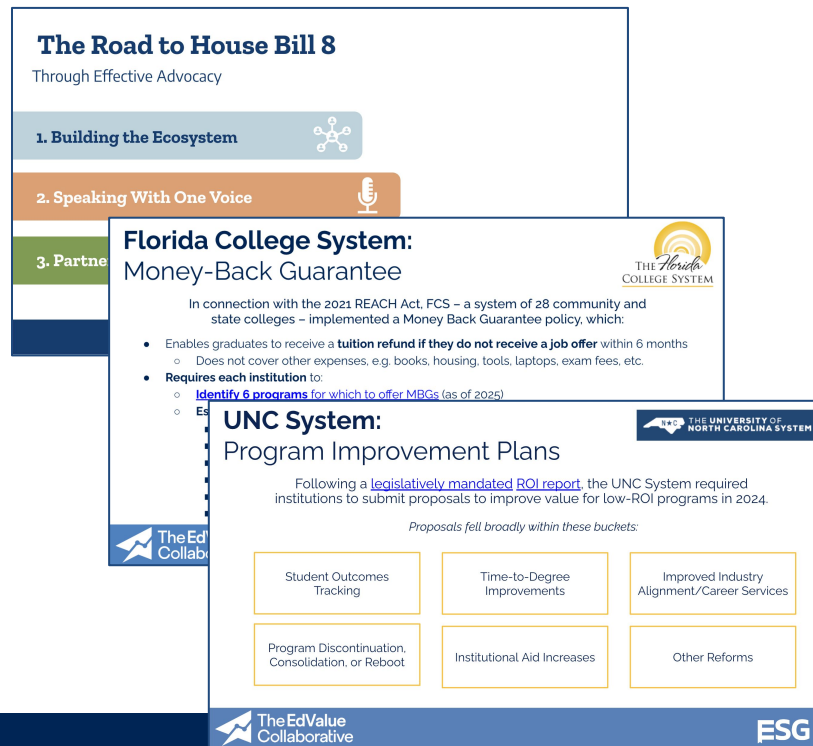 The Road to House Bill 8
Through Effective Advocacy
1. Building the Ecosystem
2. Speaking With One Voice
3. Partne
Florida College System:
Money-Back Guarantee
THE Florida
COLLEGE SYSTEM
In connection with the 2021 REACH Act, FCS – a system of 28 community and
state colleges – implemented a Money Back Guarantee policy, which:
● Enables graduates to receive a tuition refund if they do not receive a job offer within 6 months
○ Does not cover other expenses, e.g. books, housing, tools, laptops, exam fees, etc.
● Requires each institution to:
○ Identify 6 programs for which to offer MBGs (as of 2025)
○ Es
The Ed
Collab
UNC System:
Program Improvement Plans
N★C THE UNIVERSITY OF
NORTH CAROLINA SYSTEM
Following a legislatively mandated ROI report, the UNC System required
institutions to submit proposals to improve value for low-ROI programs in 2024.
Proposals fell broadly within these buckets:
Student Outcomes
Tracking
Time-to-Degree
Improvements
Improved Industry
Alignment/Career Services
Program Discontinuation,
Consolidation, or Reboot
Institutional Aid Increases
Other Reforms
The EdValue
Collaborative
ESG